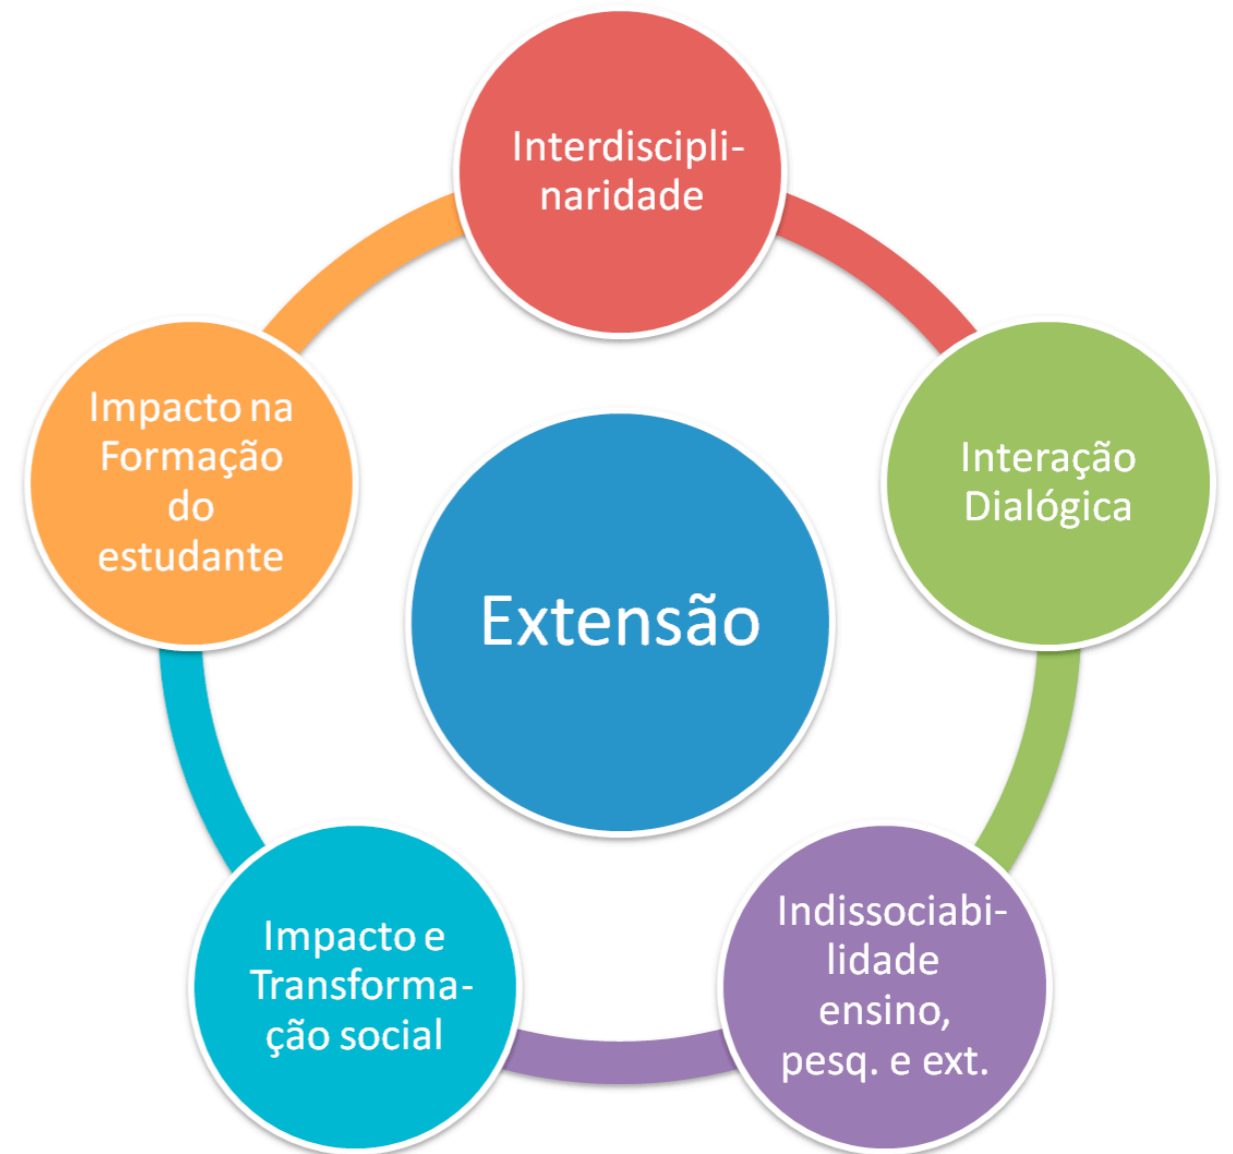 Interdiscipli-
naridade
Interação
Dialógica
Indissociabi-
lidade
ensino,
pesq. e ext.
Impacto e
Transforma-
ção social
Impacto na
Formação
do
estudante
Extensão